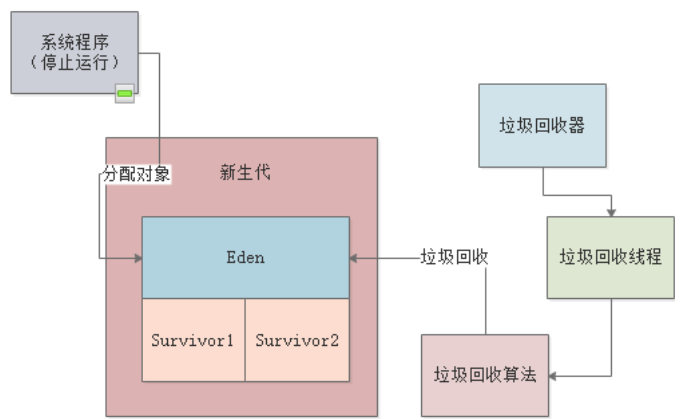 系统程序
（停止运行）
垃圾回收器
分配对象
新生代
Eden
垃圾回收
垃圾回收线程
Survivor1
Survivor2
垃圾回收算法